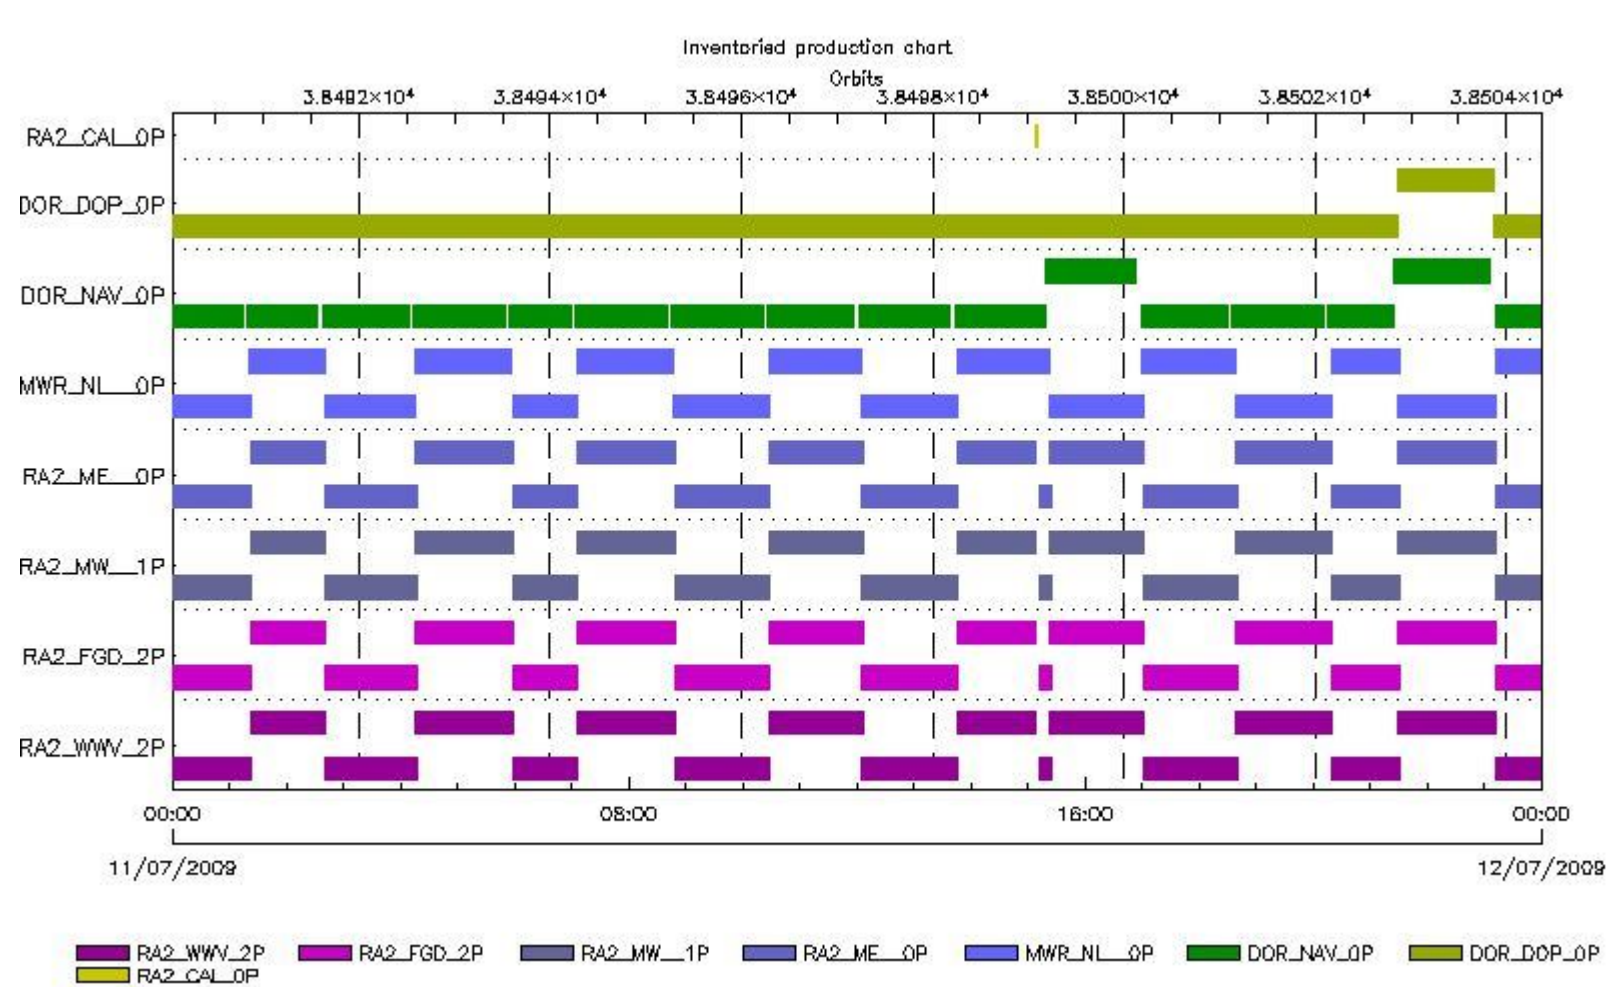 Inventoried production chart
Orbits
3.8492×10⁴ 3.8494×10⁴ 3.8496×10⁴ 3.8498×10⁴ 3.8500×10⁴ 3.8502×10⁴ 3.8504×10⁴
RA2_CAL_0P
DOR_DOP_0P
DOR_NAV_0P
MWR_NL__0P
RA2_ME__0P
RA2_MW__1P
RA2_FGD_2P
RA2_WWV_2P
00:00 08:00 16:00 00:00
11/07/2009 12/07/2009
RA2_WWV_2P RA2_FGD_2P RA2_MW__1P RA2_ME__0P MWR_NL__0P DOR_NAV_0P DOR_DOP_0P
RA2_CAL_0P